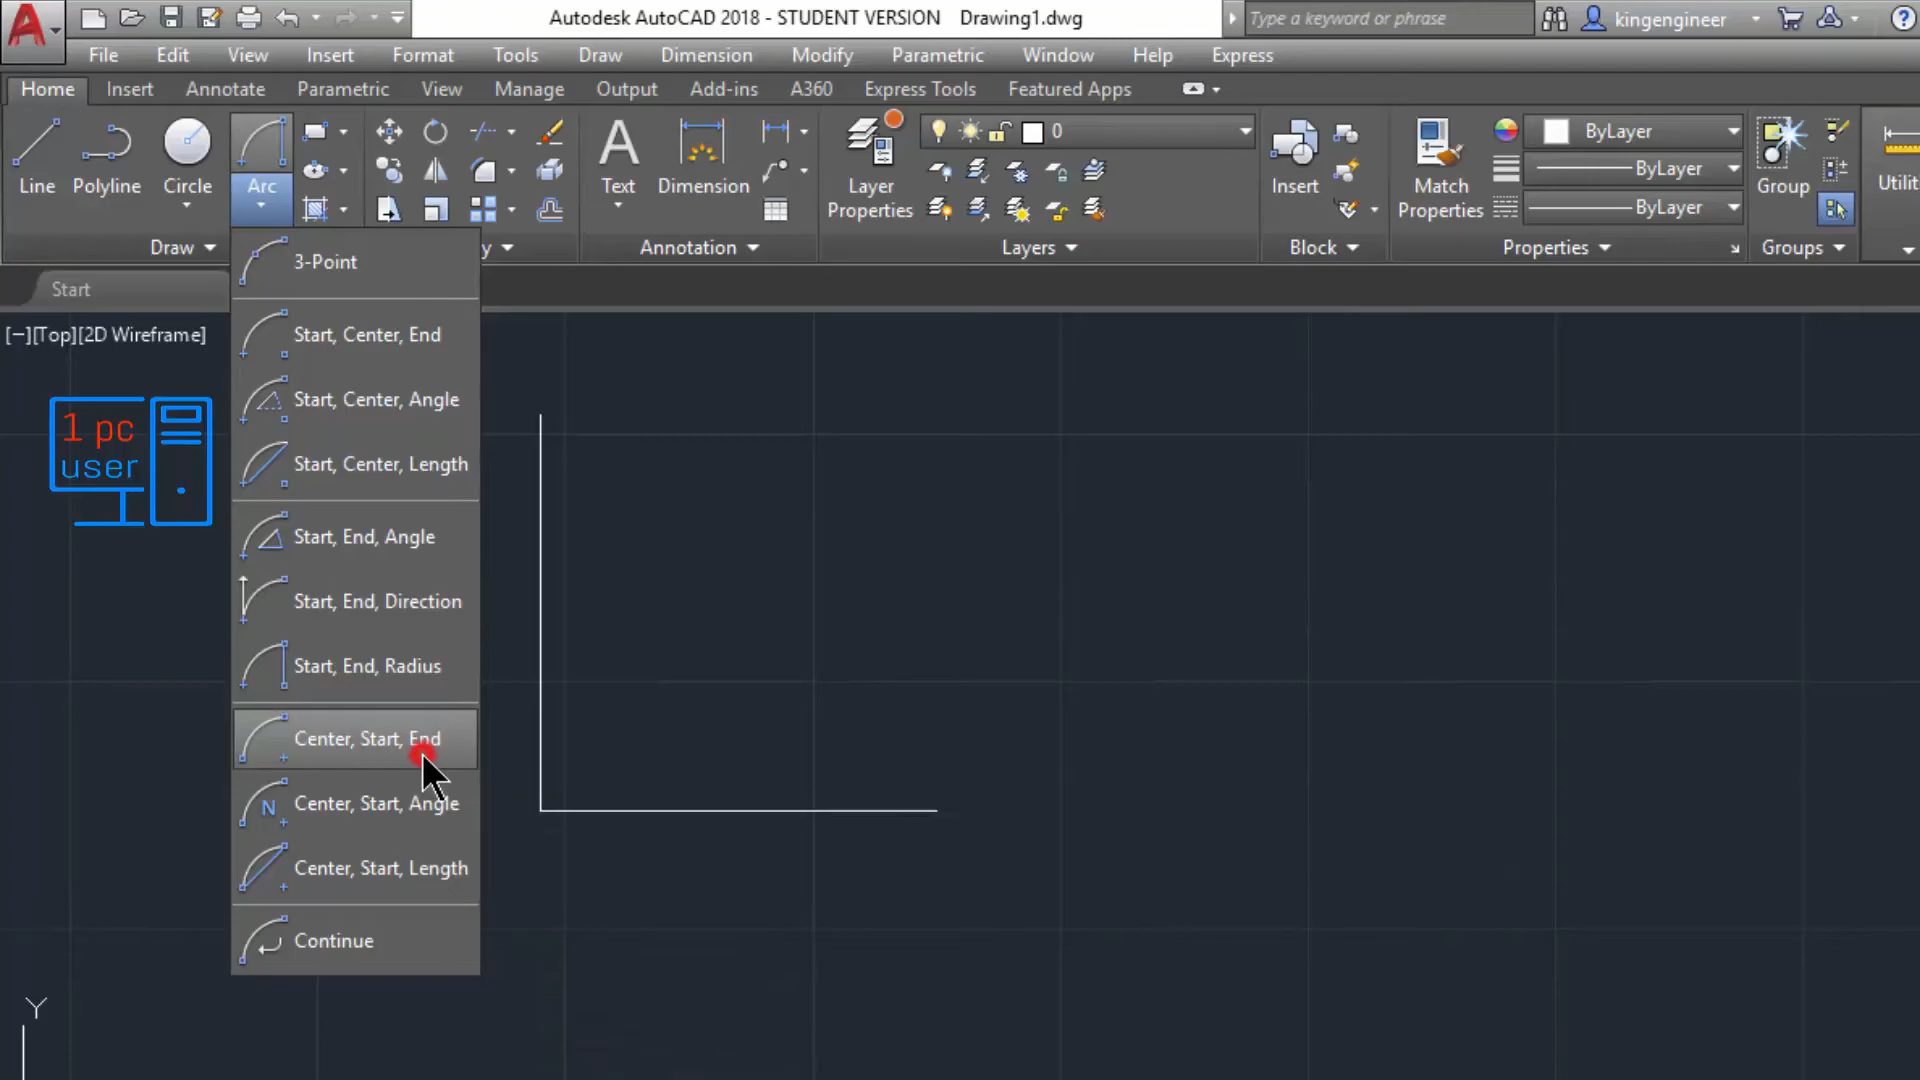 Autodesk AutoCAD 2018 - STUDENT VERSION Drawing1.dwg
Type a keyword or phrase
kingengineer
File Edit View Insert Format Tools Draw Dimension Modify Parametric Window Help Express
Home Insert Annotate Parametric View Manage Output Add-ins A360 Express Tools Featured Apps
0
ByLayer
ByLayer
ByLayer
Line Polyline Circle Arc
Text Dimension
Layer
Properties
Insert
Match
Properties
Group
Draw
y
Annotation
Layers
Block
Properties
Groups
Start
[−][Top][2D Wireframe]
1 pc
user
3-Point
Start, Center, End
Start, Center, Angle
Start, Center, Length
Start, End, Angle
Start, End, Direction
Start, End, Radius
Center, Start, End
Center, Start, Angle
Center, Start, Length
Continue
Y